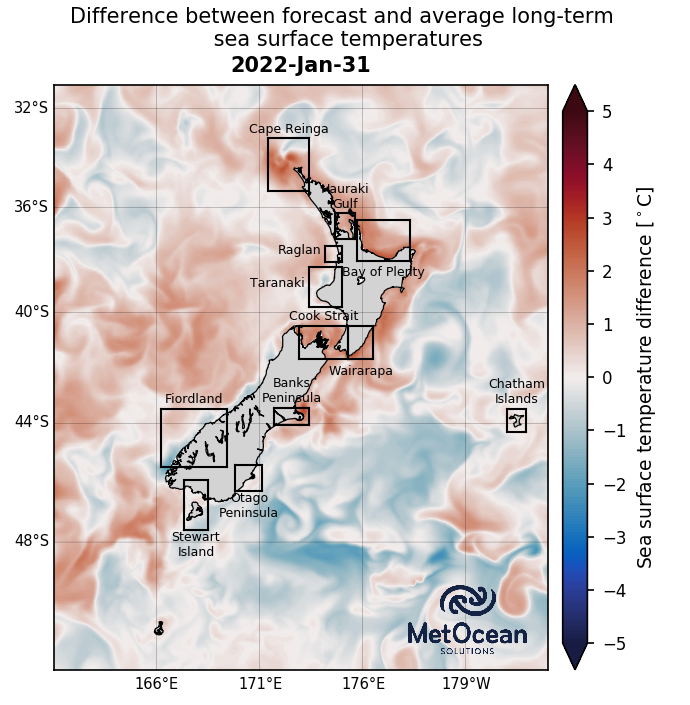 Difference between forecast and average long-term
sea surface temperatures
2022-Jan-31
32°S
36°S
40°S
44°S
48°S
166°E
171°E
176°E
179°W
Cape Reinga
Hauraki
Gulf
Raglan
Bay of Plenty
Taranaki
Cook Strait
Wairarapa
Banks
Peninsula
Fiordland
Chatham
Islands
Otago
Peninsula
Stewart
Island
MetOcean
SOLUTIONS
5
4
3
2
1
0
−1
−2
−3
−4
−5
Sea surface temperature difference [°C]